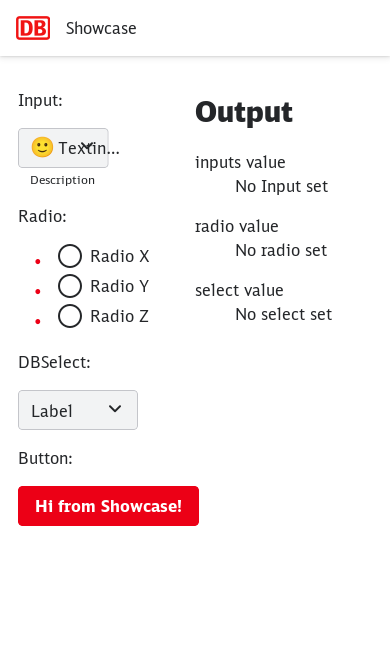 DB Showcase
Input:
Textin...
Description
Radio:
Radio X
Radio Y
Radio Z
DBSelect:
Label
Button:
Hi from Showcase!
Output
inputs value
No Input set
radio value
No radio set
select value
No select set